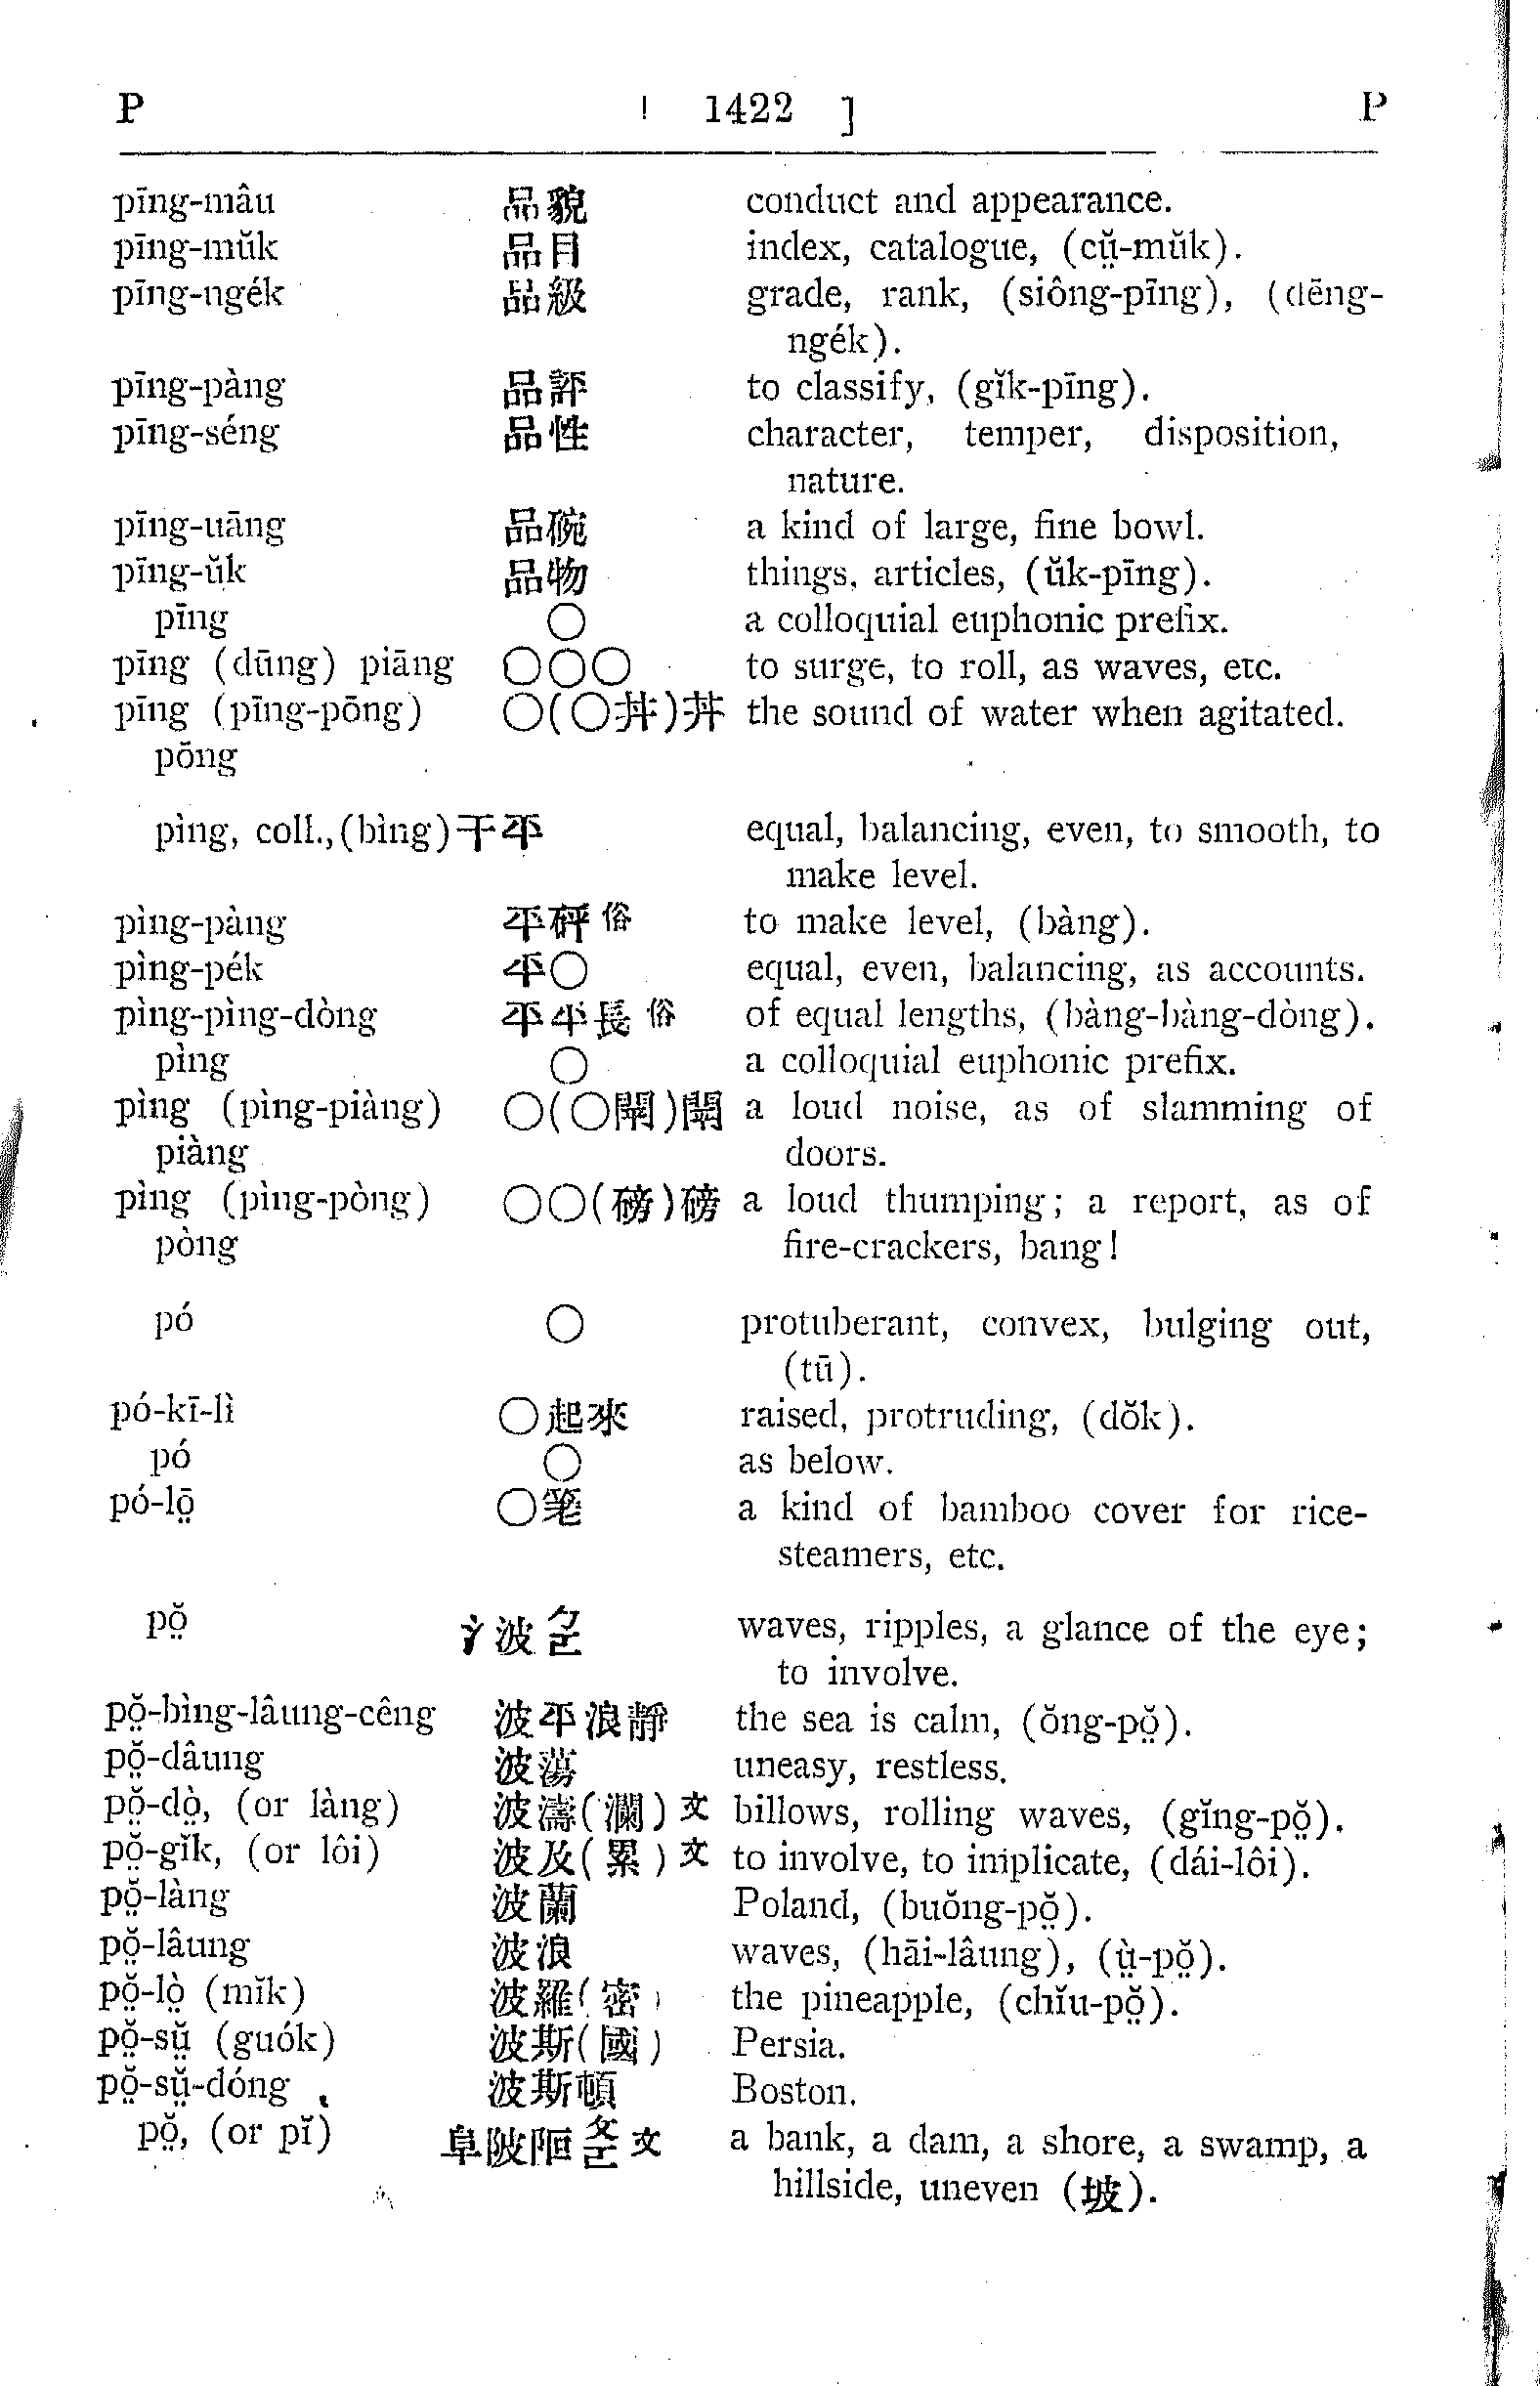 P [ 1422 ] P
pīng-mâu 品貌 conduct and appearance.
pīng-mŭk 品目 index, catalogue, (cṳ̆-mŭk).
pīng-ngék 品級 grade, rank, (siông-pīng), (dēng-
ngék).
pīng-pàng 品評 to classify, (gĭk-pīng).
pīng-séng 品性 character, temper, disposition,
nature.
pīng-uāng 品碗 a kind of large, fine bowl.
pīng-ŭk 品物 things, articles, (ŭk-pīng).
pīng ○ a colloquial euphonic prefix.
pīng (dūng) piāng ○○○ to surge, to roll, as waves, etc.
pīng (pīng-pōng) ○(○丼)丼 the sound of water when agitated.
pōng
pìng, coll.,(bìng) 干平 equal, balancing, even, to smooth, to
make level.
pìng-pàng 平砰俗 to make level, (bàng).
pìng-pék 平○ equal, even, balancing, as accounts.
pìng-pìng-dòng 平平長俗 of equal lengths, (bàng-bàng-dòng).
pìng ○ a colloquial euphonic prefix.
pìng (pìng-piàng) ○(○閛)閛 a loud noise, as of slamming of
piàng doors.
pìng (pìng-pòng) ○○(磅)磅 a loud thumping; a report, as of
pòng fire-crackers, bang!
pó ○ protuberant, convex, bulging out,
(tū).
pó-kī-lì ○起來 raised, protruding, (dŏk).
pó ○ as below.
pó-lō̤ ○ a kind of bamboo cover for rice-
steamers, etc.
pŏ̤ 氵波 waves, ripples, a glance of the eye;
to involve.
pŏ̤-bìng-lâung-cêng 波平浪靜 the sea is calm, (ŏng-pŏ̤).
pŏ̤-dâung 波蕩 uneasy, restless.
pŏ̤-dò̤, (or làng) 波濤(瀾)文 billows, rolling waves, (gĭng-pŏ̤).
pŏ̤-gĭk, (or lôi) 波及(累)文 to involve, to implicate, (dái-lôi).
pŏ̤-làng 波蘭 Poland, (buŏng-pŏ̤).
pŏ̤-lâung 波浪 waves, (hāi-lâung), (ṳ̀-pŏ̤).
pŏ̤-lò̤ (mĭk) 波羅(密) the pineapple, (chĭu-pŏ̤).
pŏ̤-sṳ̆ (guók) 波斯(國) Persia.
pŏ̤-sṳ̆-dóng 波斯頓 Boston.
pŏ̤, (or pĭ) 阜陂 文 a bank, a dam, a shore, a swamp, a
hillside, uneven (坡).